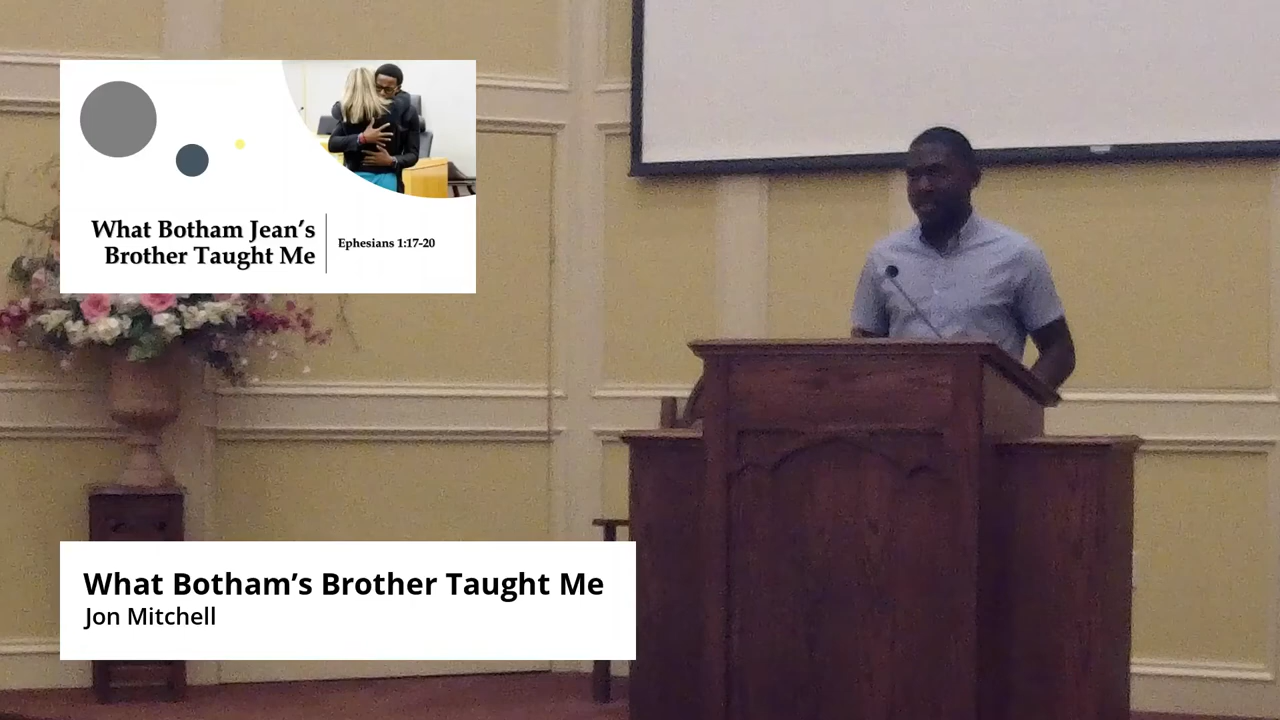 What Botham Jean's
Brother Taught Me
Ephesians 1:17-20
What Botham’s Brother Taught Me
Jon Mitchell